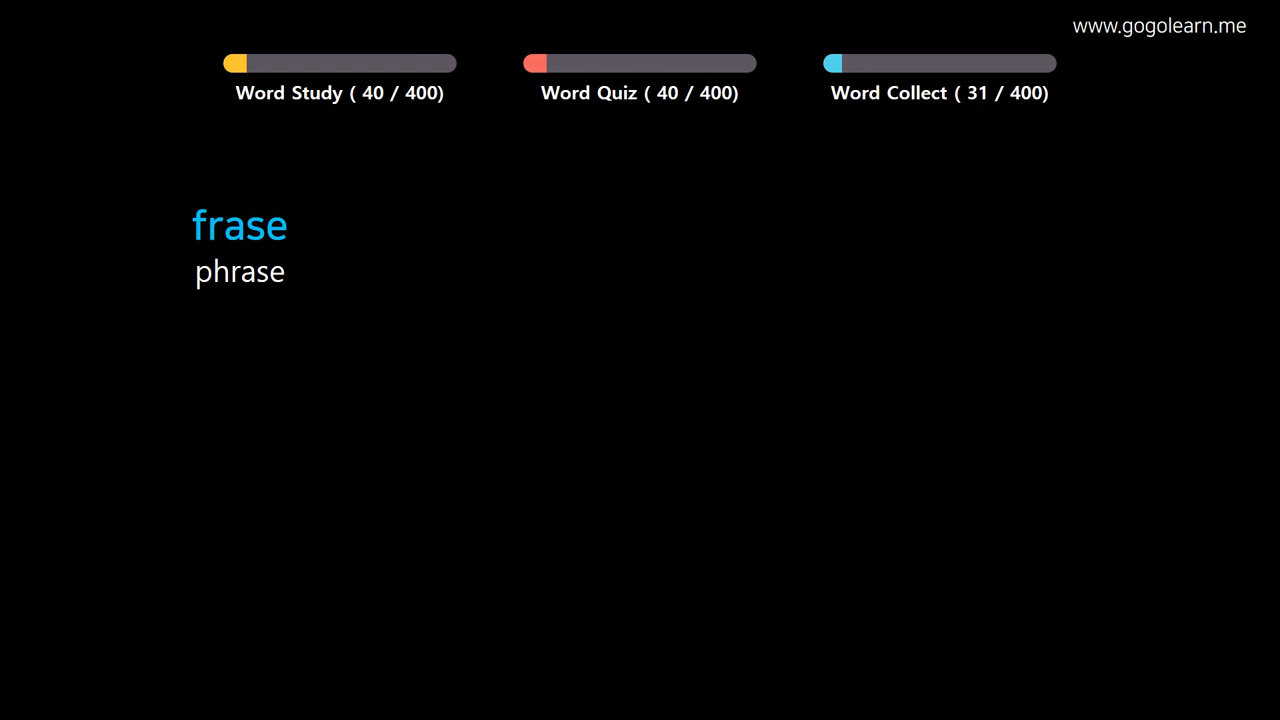 www.gogolearn.me
Word Study ( 40 / 400)
Word Quiz ( 40 / 400)
Word Collect ( 31 / 400)
frase
phrase